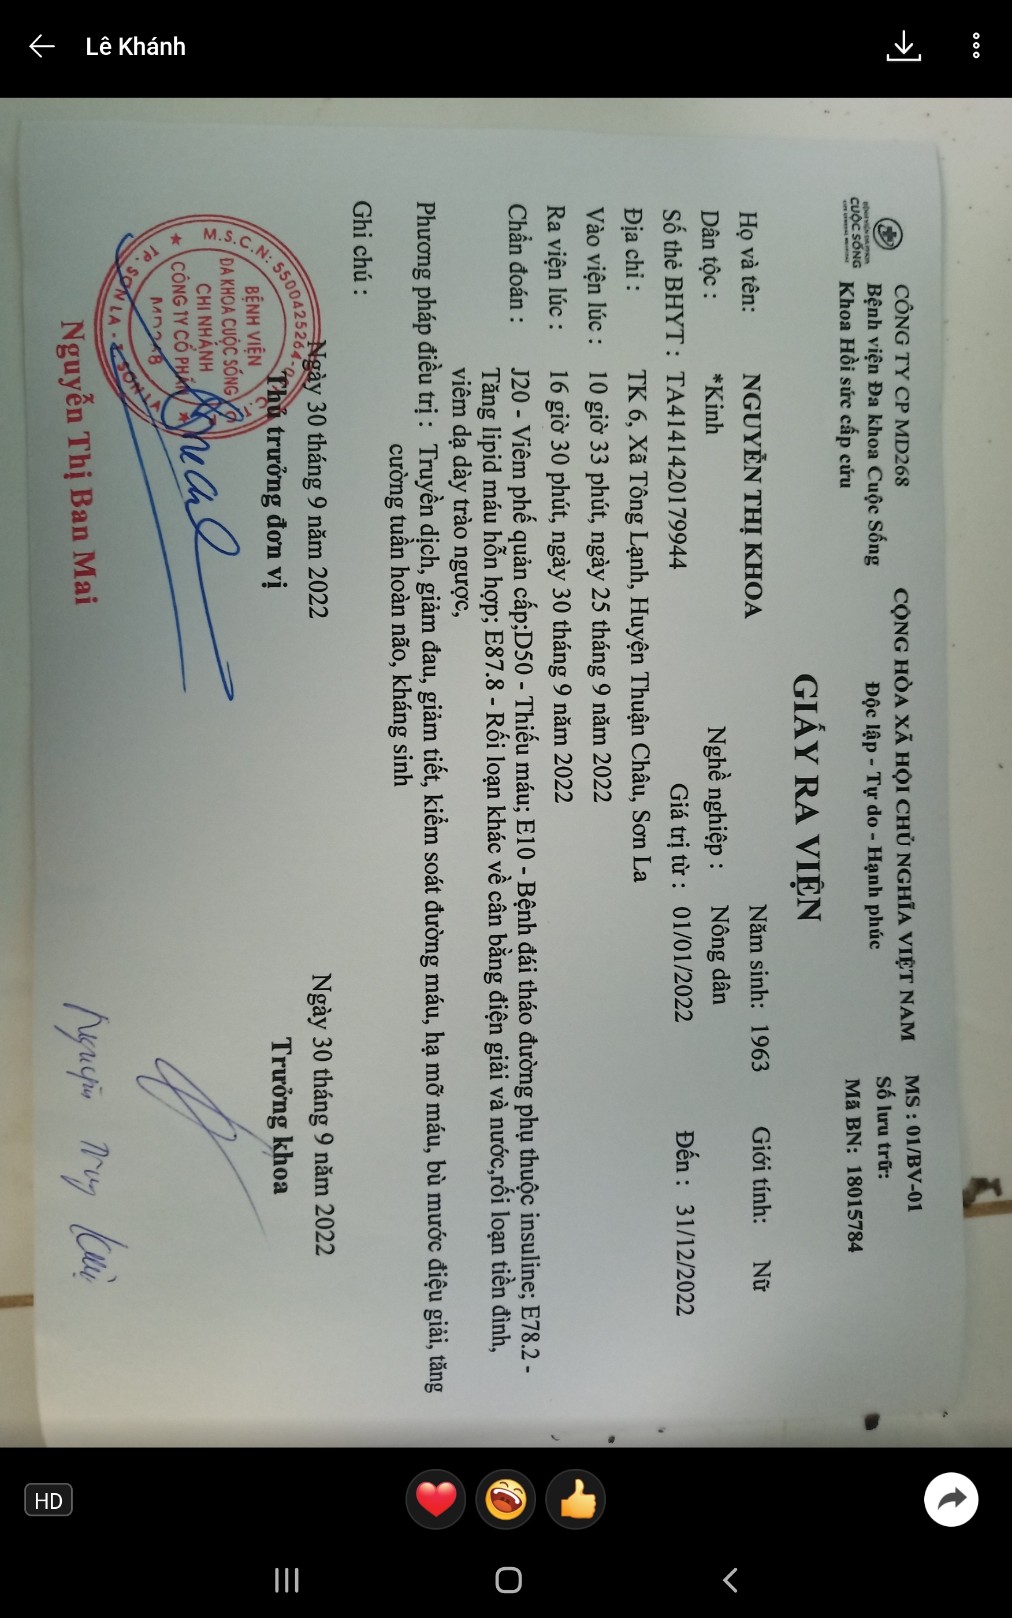 Lê Khánh
BỆNH VIỆN ĐA KHOA
CUỘC SỐNG
CÔNG TY CP MD268
Bệnh viện Đa khoa Cuộc Sống
Khoa Hồi sức cấp cứu
CỘNG HÒA XÃ HỘI CHỦ NGHĨA VIỆT NAM
Độc lập - Tự do - Hạnh phúc
MS : 01/BV-01
Số lưu trữ:
Mã BN: 18015784
GIẤY RA VIỆN
Họ và tên: NGUYỄN THỊ KHOA Năm sinh: 1963 Giới tính: Nữ
Dân tộc : *Kinh Nghề nghiệp : Nông dân
Số thẻ BHYT : TA4141420179944 Giá trị từ : 01/01/2022 Đến : 31/12/2022
Địa chỉ : TK 6, Xã Tông Lạnh, Huyện Thuận Châu, Sơn La
Vào viện lúc : 10 giờ 33 phút, ngày 25 tháng 9 năm 2022
Ra viện lúc : 16 giờ 30 phút, ngày 30 tháng 9 năm 2022
Chẩn đoán : J20 - Viêm phế quản cấp;D50 - Thiếu máu; E10 - Bệnh đái tháo đường phụ thuộc insuline; E78.2 -
Tăng lipid máu hỗn hợp; E87.8 - Rối loạn khác về cân bằng điện giải và nước,rối loạn tiền đình,
viêm dạ dày trào ngược,
Phương pháp điều trị : Truyền dịch, giảm đau, giảm tiết, kiểm soát đường máu, hạ mỡ máu, bù mước điệu giải, tăng
cường tuần hoàn não, kháng sinh
Ghi chú :
Ngày 30 tháng 9 năm 2022
Thủ trưởng đơn vị
M.S.C.N: 5500425264-0
BỆNH VIỆN
ĐA KHOA CUỘC SỐNG
CHI NHÁNH
CÔNG TY CỔ PHẦN
MD268
TP. SƠN LA - T. SƠN LA
Nguyễn Thị Ban Mai
Ngày 30 tháng 9 năm 2022
Trưởng khoa
Nguyễn
HD